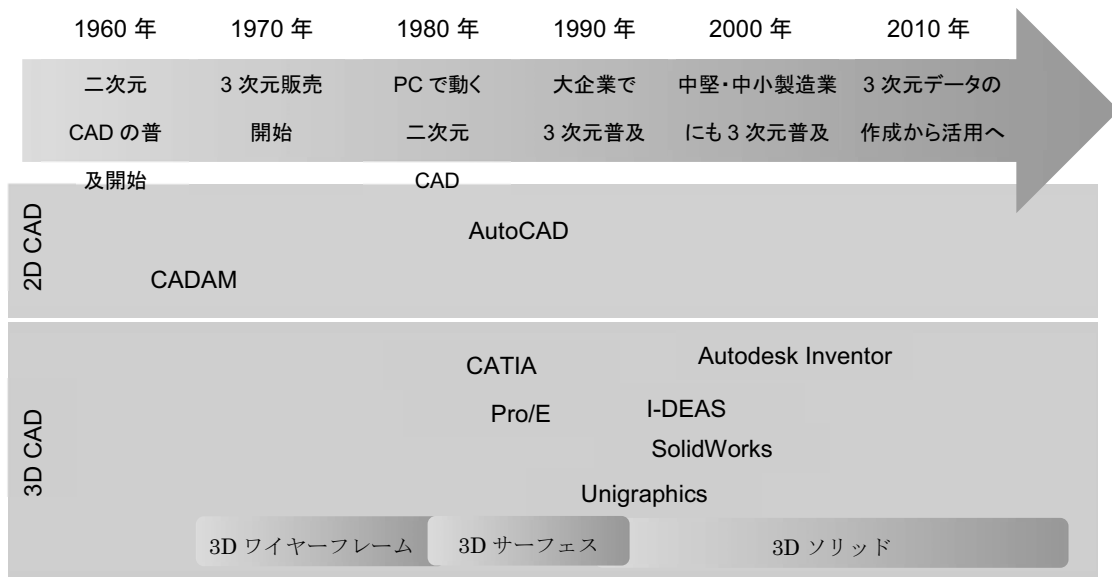 1960 年 1970 年 1980 年 1990 年 2000 年 2010 年
二次元
CAD の普
及開始
3 次元販売
開始
PC で動く
二次元
CAD
大企業で
3 次元普及
中堅・中小製造業
にも 3 次元普及
3 次元データの
作成から活用へ
2D CAD
AutoCAD
CADAM
3D CAD
CATIA
Autodesk Inventor
Pro/E
I-DEAS
SolidWorks
Unigraphics
3D ワイヤーフレーム
3D サーフェス
3D ソリッド